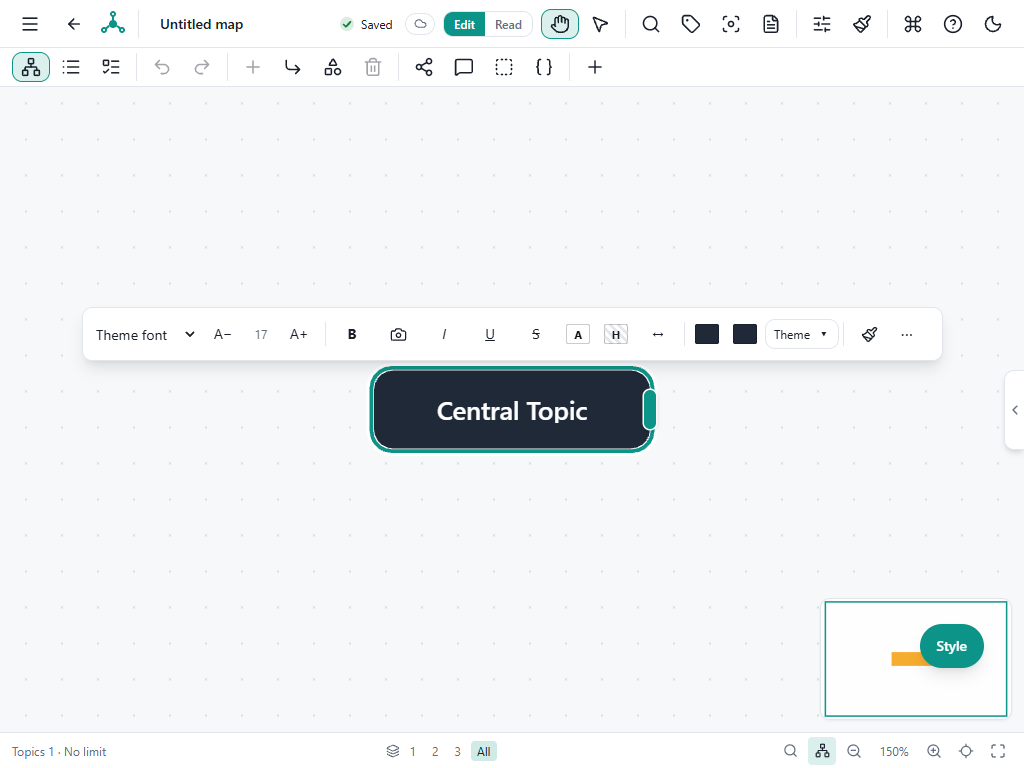 Untitled map
Saved
Edit
Read
Theme font
A−
17
A+
B
I
U
S
A
H
Theme
Central Topic
Style
Topics 1 · No limit
1
2
3
All
150%